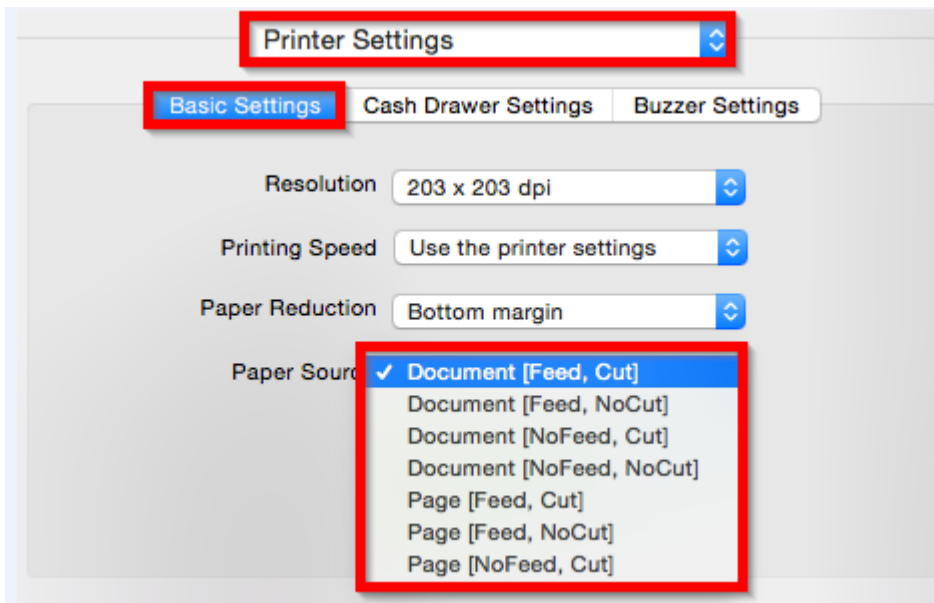 Printer Settings
Basic Settings Cash Drawer Settings Buzzer Settings
Resolution 203 x 203 dpi
Printing Speed Use the printer settings
Paper Reduction Bottom margin
Paper Sourc ✓ Document [Feed, Cut]
Document [Feed, NoCut]
Document [NoFeed, Cut]
Document [NoFeed, NoCut]
Page [Feed, Cut]
Page [Feed, NoCut]
Page [NoFeed, Cut]